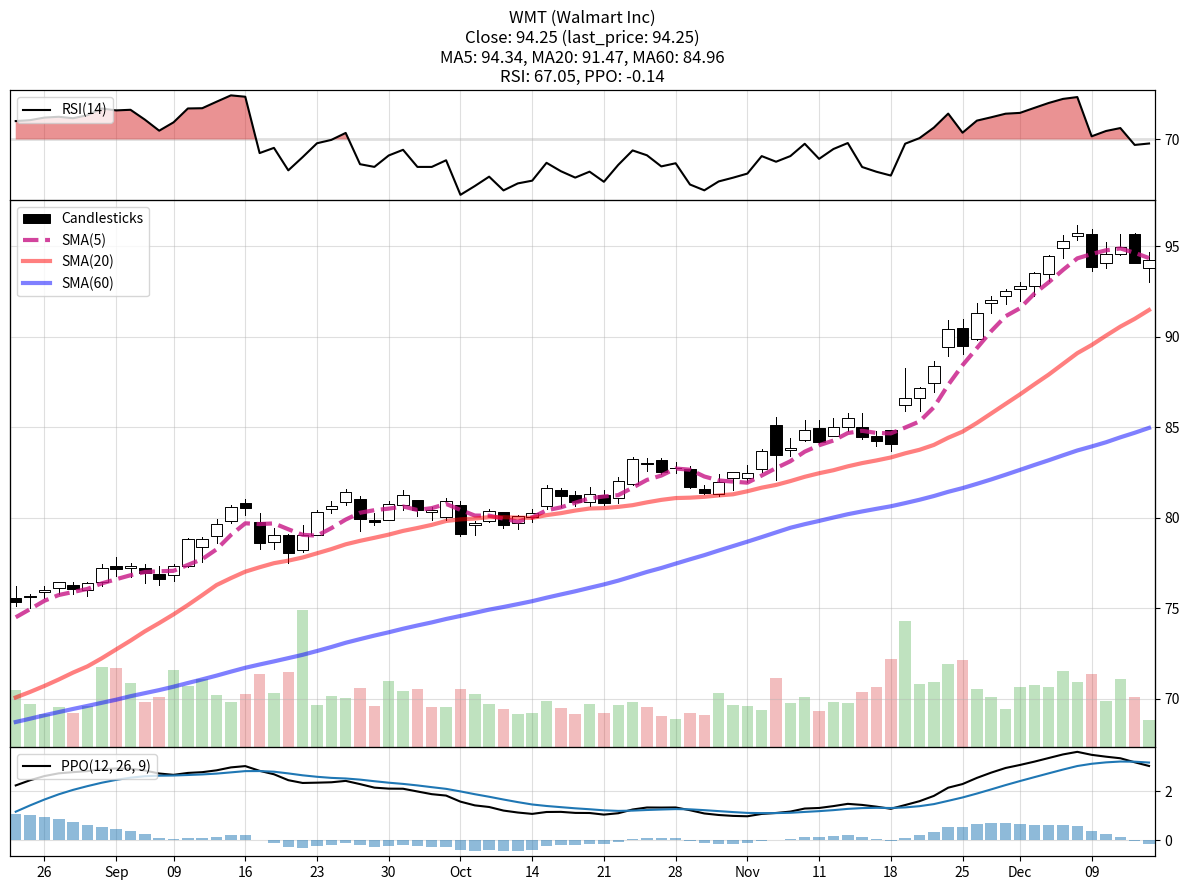 WMT (Walmart Inc)
Close: 94.25 (last_price: 94.25)
MA5: 94.34, MA20: 91.47, MA60: 84.96
RSI: 67.05, PPO: -0.14
RSI(14)
70
Candlesticks
SMA(5)
SMA(20)
SMA(60)
95
90
85
80
75
70
PPO(12, 26, 9)
2
0
26 Sep 09 16 23 30 Oct 14 21 28 Nov 11 18 25 Dec 09